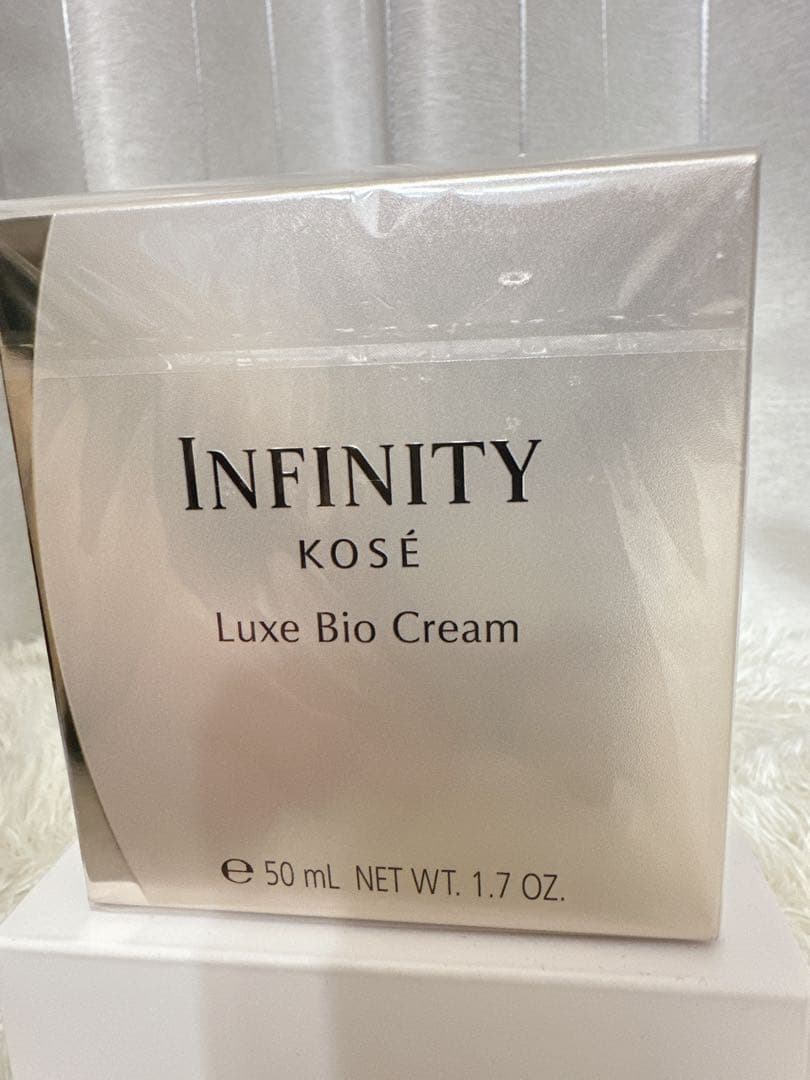 INFINITY
KOSÉ
Luxe Bio Cream
℮ 50 mL NET WT. 1.7 OZ.